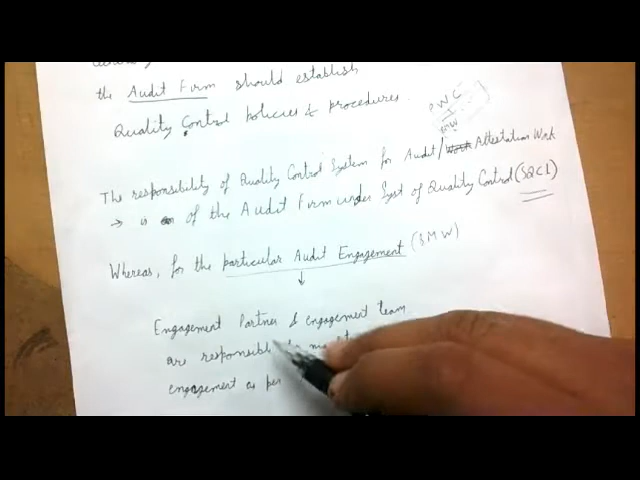 the Audit Firm should establish
Quality Control policies & procedures.
PWC
BMW
The responsibility of Quality Control System for Audit/Attestation Work
→ is of the Audit Firm under Syst of Quality Control (SQC1)
Whereas, for the particular Audit Engagement (BMW)
↓
Engagement Partner & engagement team
are responsible
engagement as per